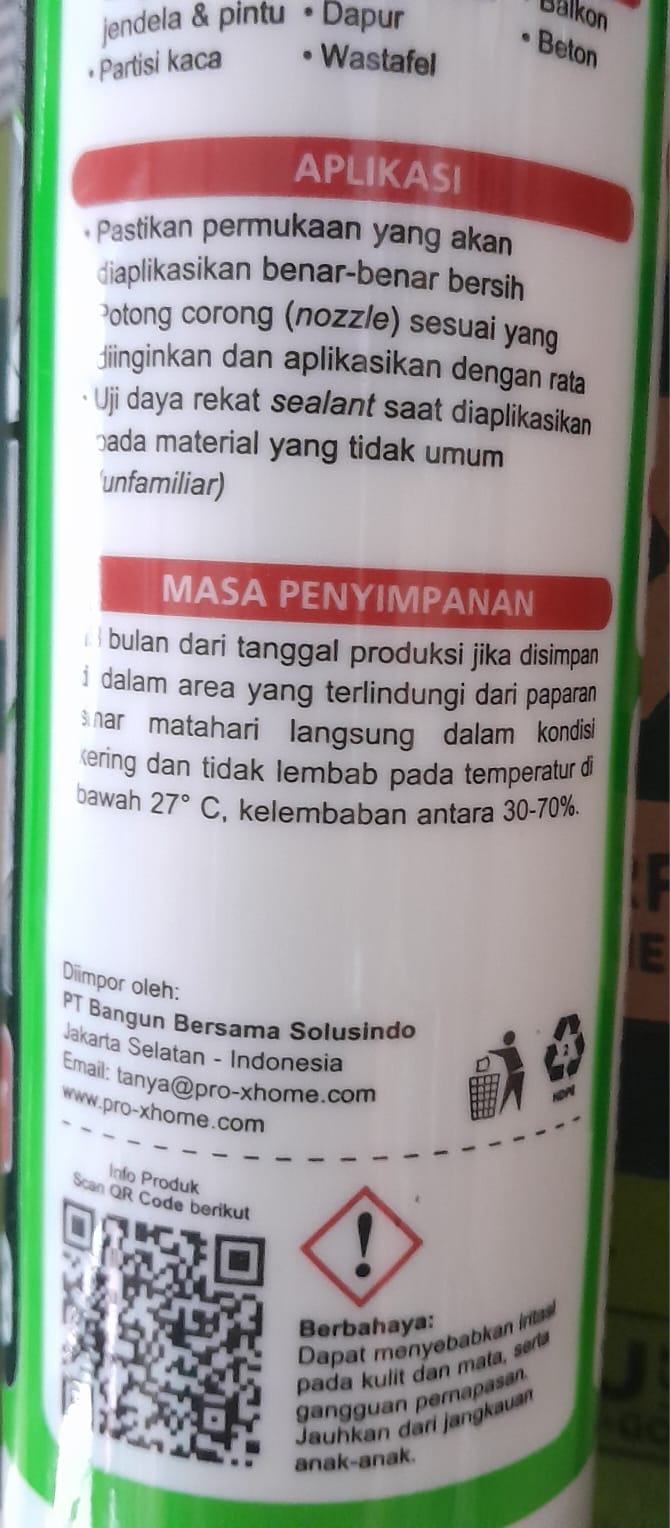 jendela & pintu • Dapur
• Balkon
• Partisi kaca • Wastafel
• Beton
APLIKASI
• Pastikan permukaan yang akan
diaplikasikan benar-benar bersih
Potong corong (nozzle) sesuai yang
diinginkan dan aplikasikan dengan rata
• Uji daya rekat sealant saat diaplikasikan
pada material yang tidak umum
(unfamiliar)
MASA PENYIMPANAN
bulan dari tanggal produksi jika disimpan
di dalam area yang terlindungi dari paparan
sinar matahari langsung dalam kondisi
kering dan tidak lembab pada temperatur di
bawah 27° C, kelembaban antara 30-70%.
Diimpor oleh:
PT Bangun Bersama Solusindo
Jakarta Selatan - Indonesia
Email: tanya@pro-xhome.com
www.pro-xhome.com
2
HDPE
Info Produk
Scan QR Code berikut
Berbahaya:
Dapat menyebabkan iritasi
pada kulit dan mata, serta
gangguan pernapasan.
Jauhkan dari jangkauan
anak-anak.